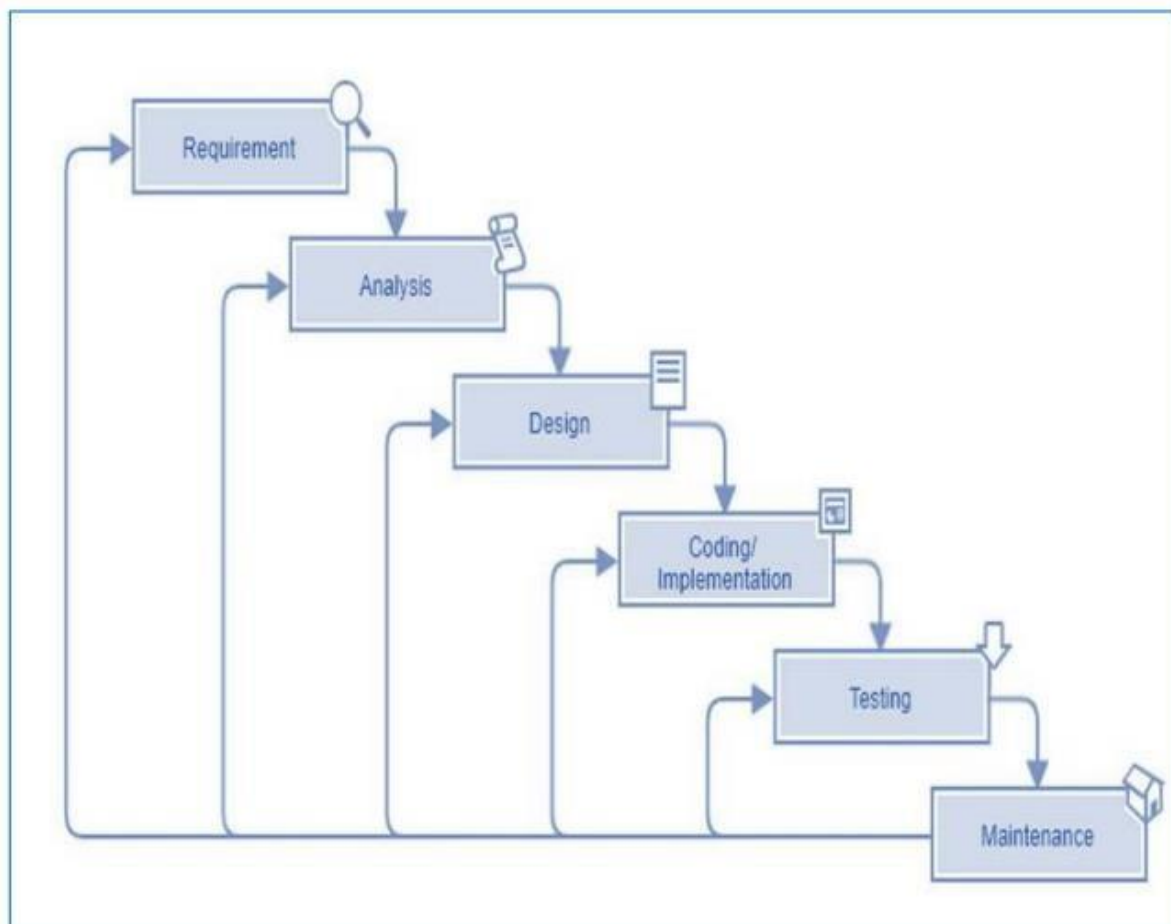 Requirement
Analysis
Design
Coding/
Implementation
Testing
Maintenance